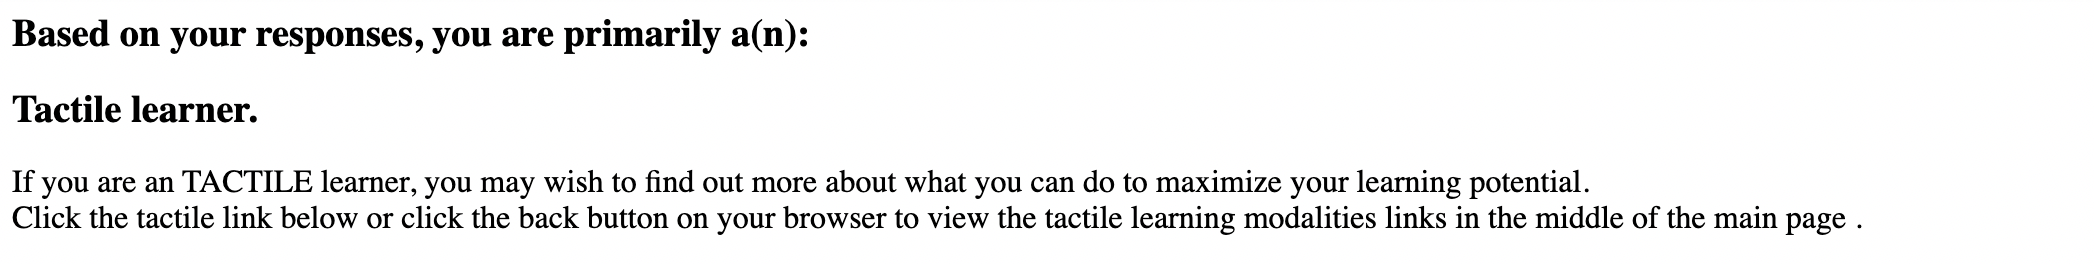 Based on your responses, you are primarily a(n):
Tactile learner.
If you are an TACTILE learner, you may wish to find out more about what you can do to maximize your learning potential.
Click the tactile link below or click the back button on your browser to view the tactile learning modalities links in the middle of the main page .